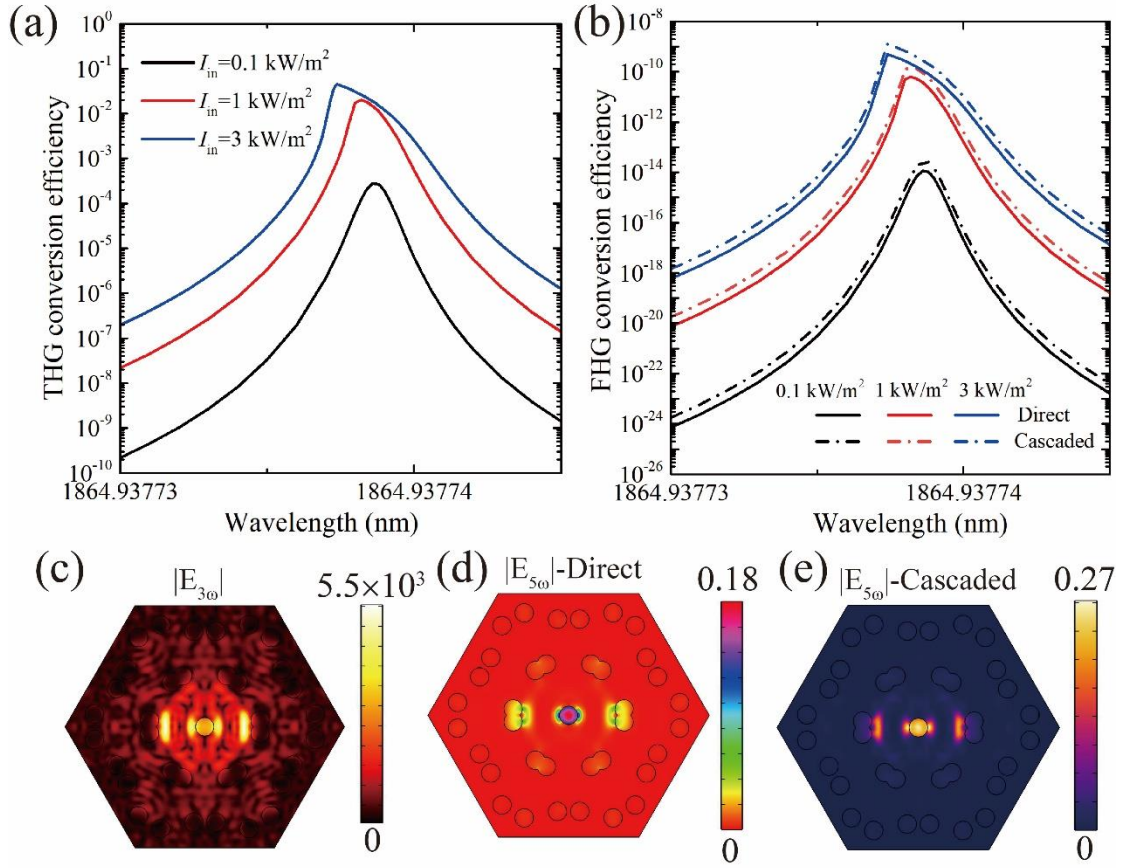 (a)
10⁰
10⁻¹
10⁻²
10⁻³
10⁻⁴
10⁻⁵
10⁻⁶
10⁻⁷
10⁻⁸
10⁻⁹
10⁻¹⁰
THG conversion efficiency
I_in=0.1 kW/m²
I_in=1 kW/m²
I_in=3 kW/m²
1864.93773
1864.93774
Wavelength (nm)
(b)
10⁻⁸
10⁻¹⁰
10⁻¹²
10⁻¹⁴
10⁻¹⁶
10⁻¹⁸
10⁻²⁰
10⁻²²
10⁻²⁴
10⁻²⁶
FHG conversion efficiency
0.1 kW/m² 1 kW/m² 3 kW/m²
Direct
Cascaded
1864.93773
1864.93774
Wavelength (nm)
(c)
|E₃ω|
5.5×10³
0
(d)
|E₅ω|-Direct
0.18
0
(e)
|E₅ω|-Cascaded
0.27
0